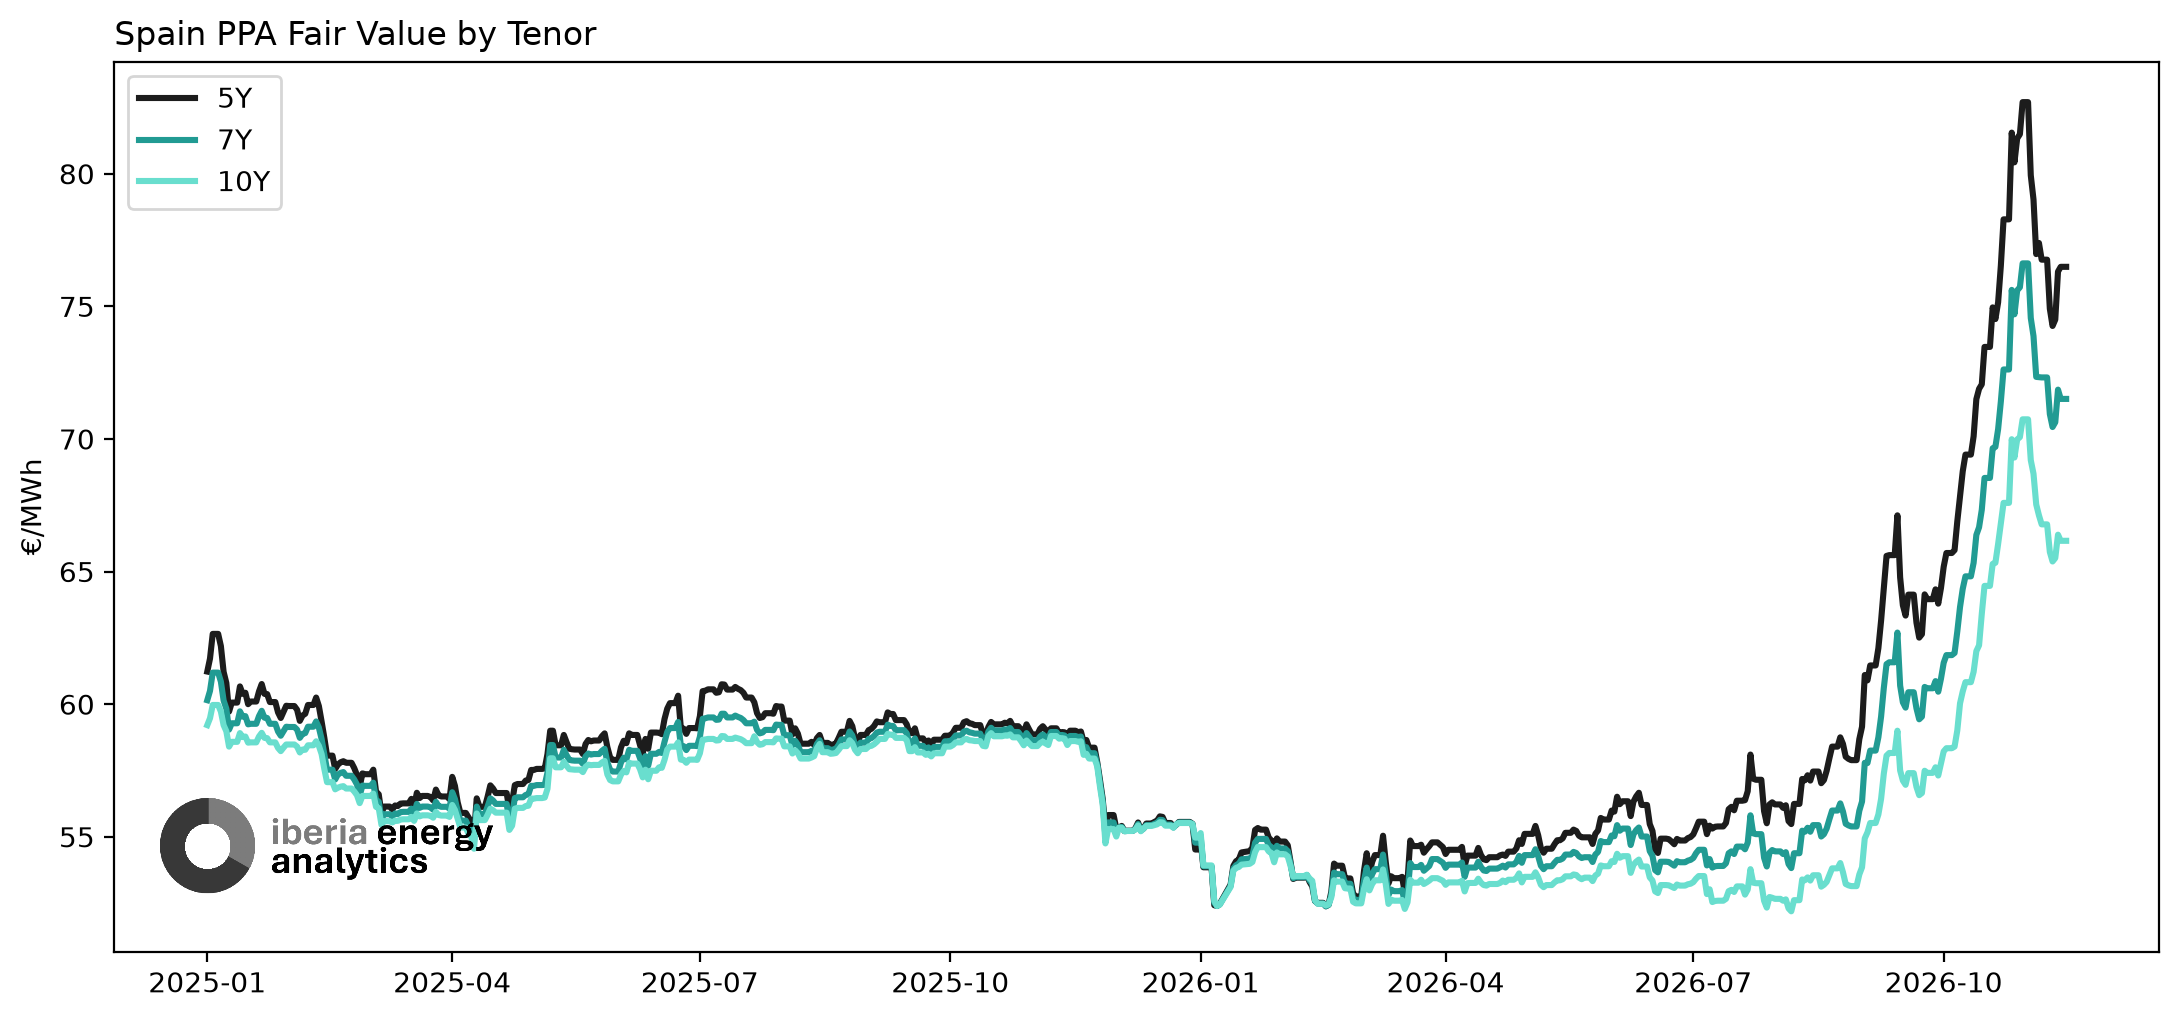 Spain PPA Fair Value by Tenor
5Y
7Y
10Y
€/MWh
80
75
70
65
60
55
iberia energy
analytics
2025-01
2025-04
2025-07
2025-10
2026-01
2026-04
2026-07
2026-10